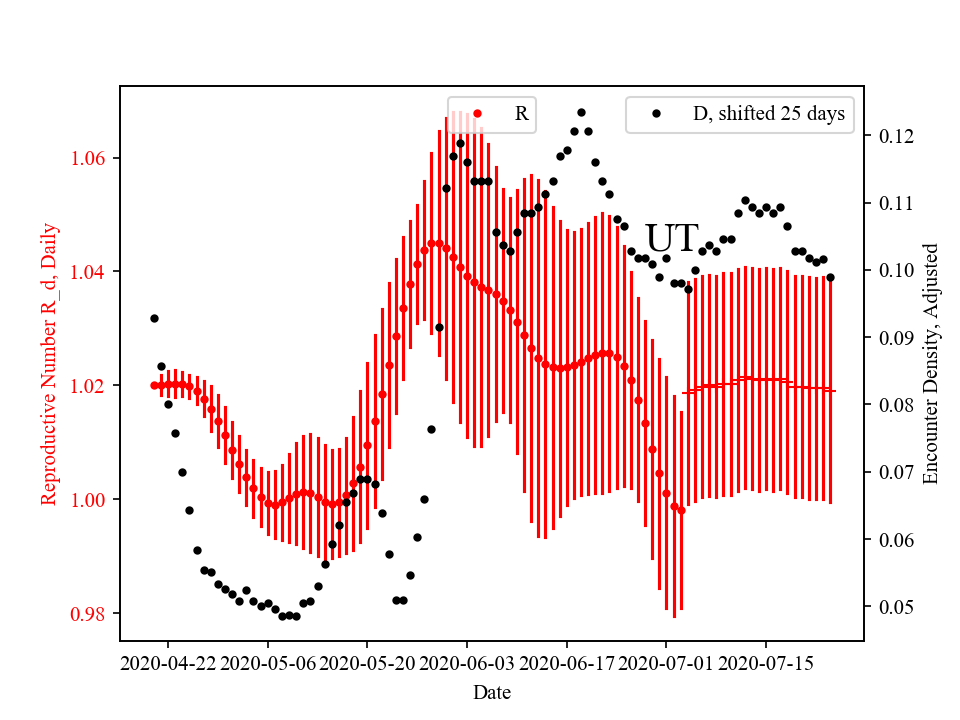 R
D, shifted 25 days
UT
Reproductive Number R_d, Daily
1.06
1.04
1.02
1.00
0.98
0.12
0.11
0.10
0.09
0.08
0.07
0.06
0.05
Encounter Density, Adjusted
2020-04-22 2020-05-06 2020-05-20 2020-06-03 2020-06-17 2020-07-01 2020-07-15
Date